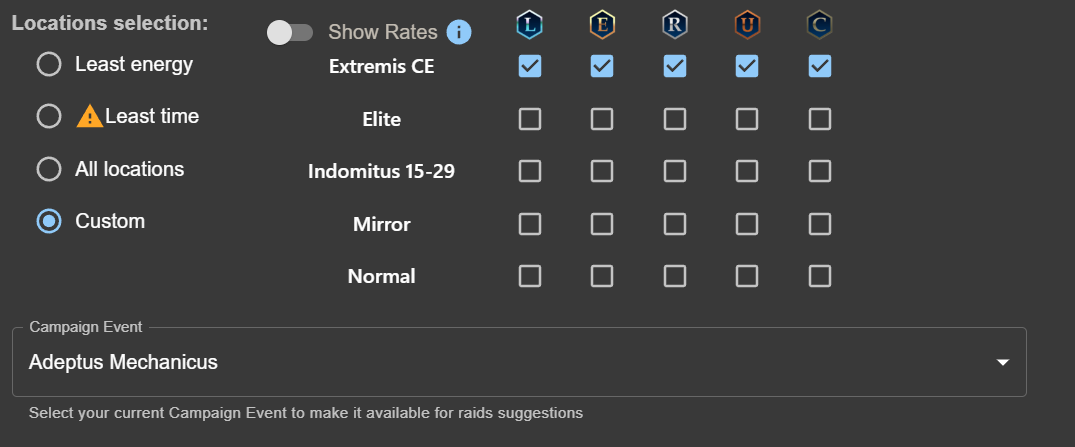 Locations selection:
Show Rates i
L E R U C
Least energy
Extremis CE
Least time
Elite
All locations
Indomitus 15-29
Custom
Mirror
Normal
Campaign Event
Adeptus Mechanicus
Select your current Campaign Event to make it available for raids suggestions